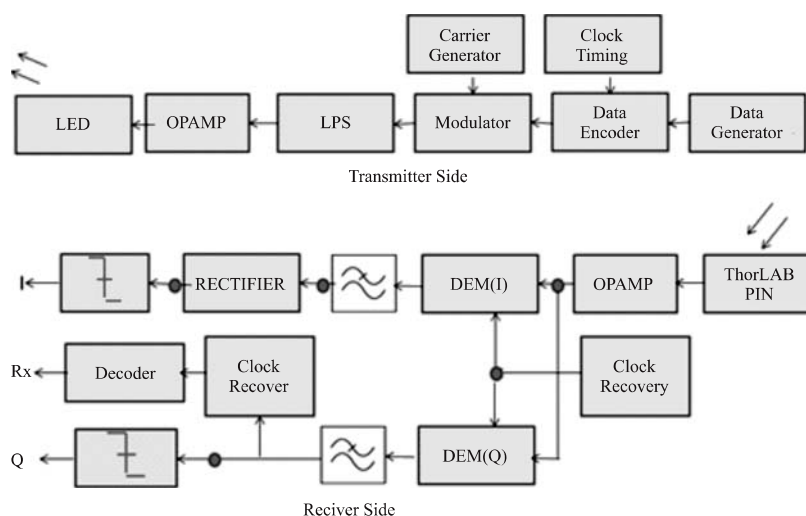 Carrier
Generator
Clock
Timing
LED
OPAMP
LPS
Modulator
Data
Encoder
Data
Generator
Transmitter Side
I
RECTIFIER
DEM(I)
OPAMP
ThorLAB
PIN
Rx
Decoder
Clock
Recover
Clock
Recovery
Q
DEM(Q)
Reciver Side